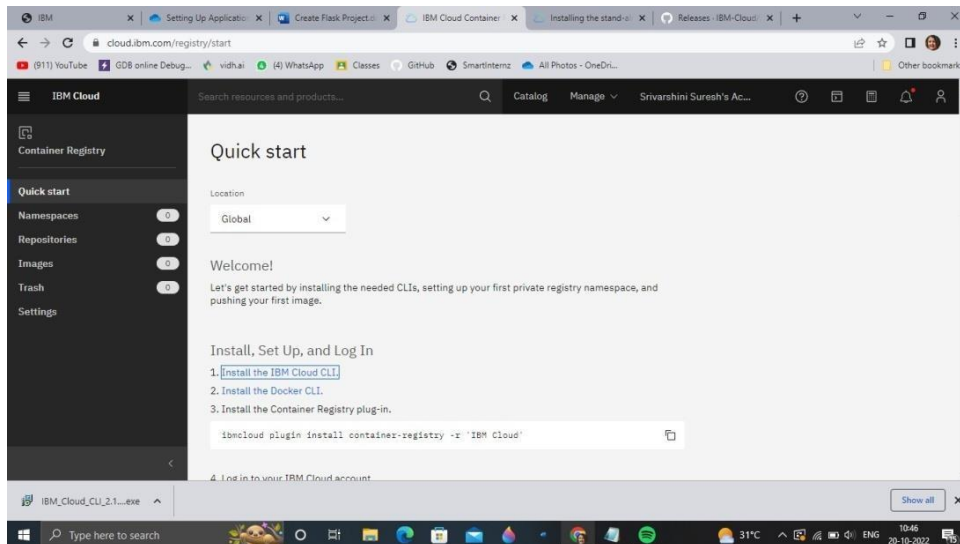 IBM
Setting Up Applicatio
Create Flask Project.d
IBM Cloud Container
Installing the stand-a
Releases · IBM-Cloud/
cloud.ibm.com/registry/start
(911) YouTube
GDB online Debug...
vidh.ai
(4) WhatsApp
Classes
GitHub
SmartInternz
All Photos - OneDri...
Other bookmark
IBM Cloud
Search resources and products...
Catalog
Manage
Srivarshini Suresh's Ac...
Container Registry
Quick start
Namespaces 0
Repositories 0
Images 0
Trash 0
Settings
Quick start
Location
Global
Welcome!
Let's get started by installing the needed CLIs, setting up your first private registry namespace, and
pushing your first image.
Install, Set Up, and Log In
1. Install the IBM Cloud CLI.
2. Install the Docker CLI.
3. Install the Container Registry plug-in.
ibmcloud plugin install container-registry -r 'IBM Cloud'
4. Log in to your IBM Cloud account
IBM_Cloud_CLI_2.1....exe
Show all
Type here to search
31°C
ENG
10:46
20-10-2022